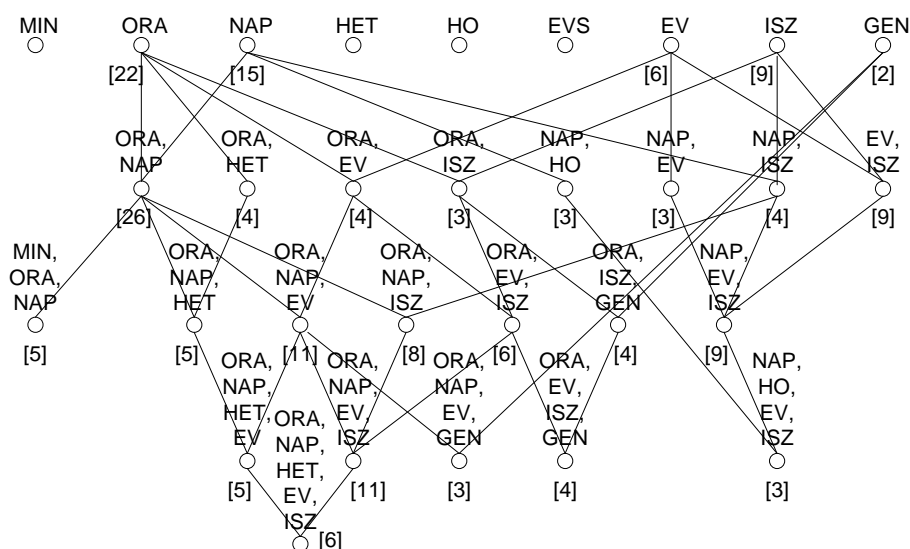 MIN ORA NAP HET HO EVS EV ISZ GEN
[22] [15] [6] [9] [2]
ORA, ORA, ORA, ORA, NAP, NAP, NAP, EV,
NAP HET EV ISZ HO EV ISZ ISZ
[26] [4] [4] [3] [3] [3] [4] [9]
MIN, ORA, ORA, ORA, ORA, ORA, NAP,
ORA, NAP, NAP, NAP, EV, ISZ, EV,
NAP HET EV ISZ ISZ GEN ISZ
[5] [5] [11] [8] [6] [4] [9]
ORA, ORA, ORA, ORA, NAP,
NAP, NAP, NAP, EV, HO,
HET, EV, EV, ISZ, EV,
EV ISZ GEN GEN ISZ
[5] [11] [3] [4] [3]
ORA,
NAP,
HET,
EV,
ISZ
[6]